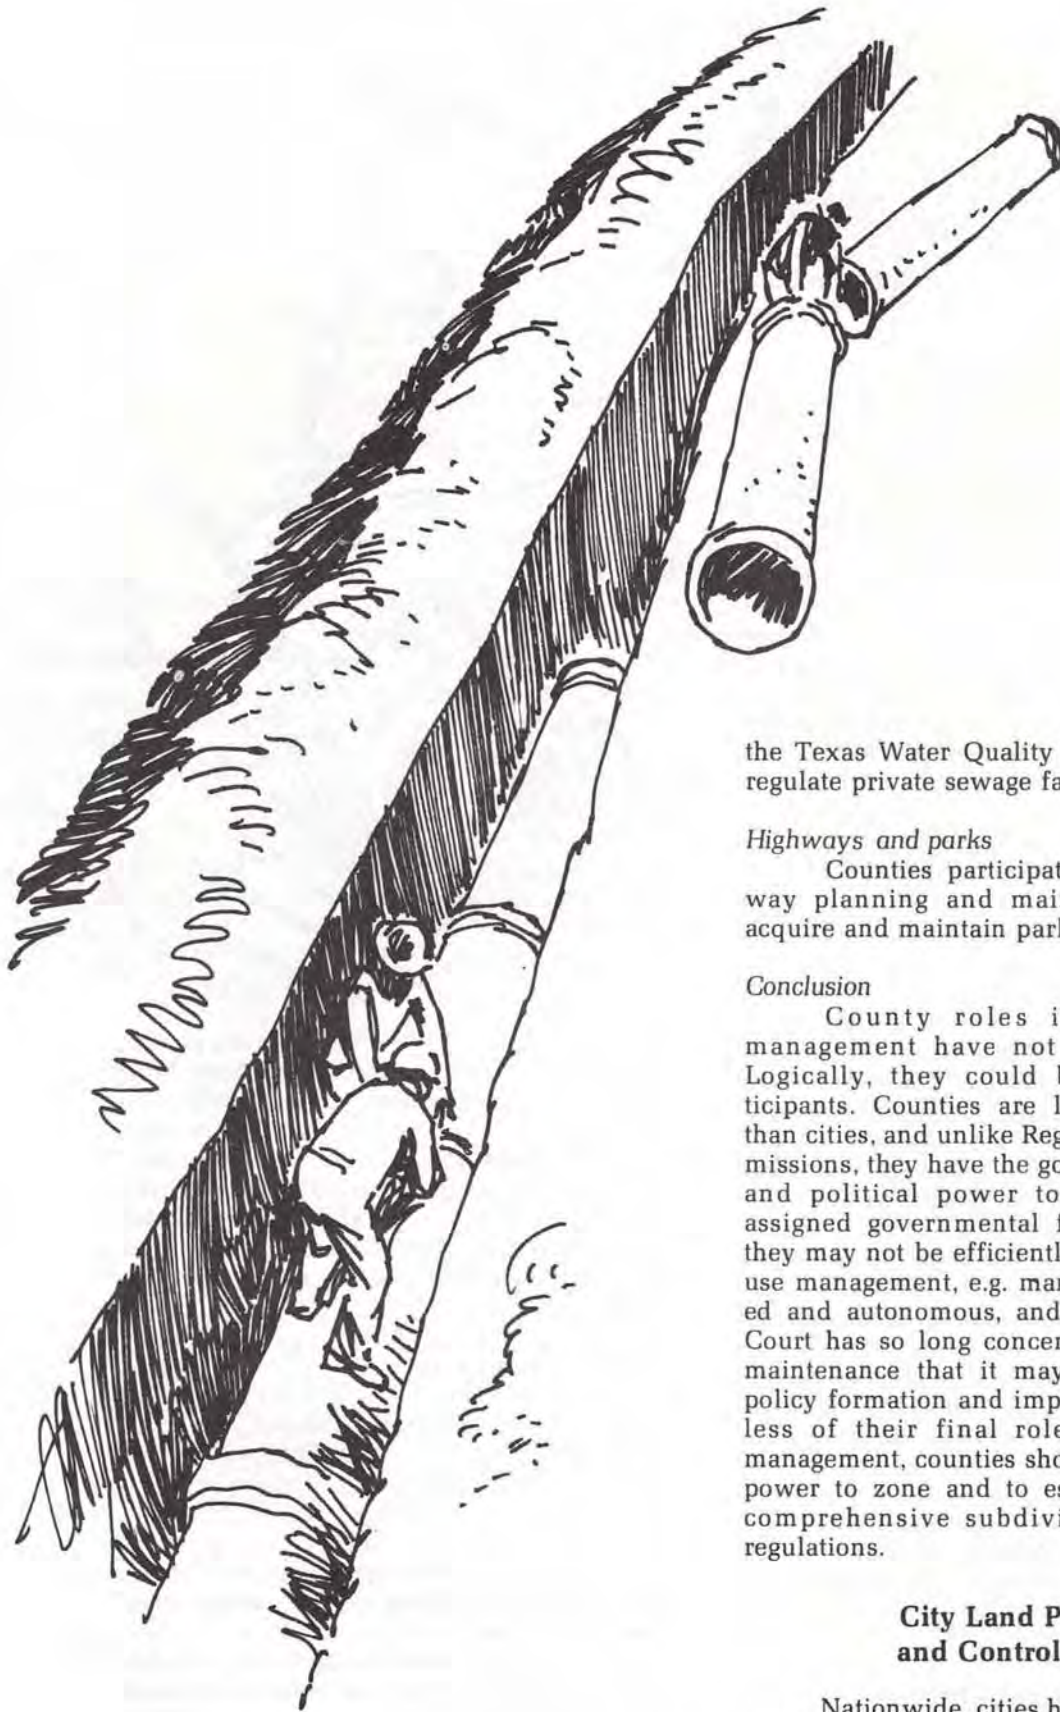 the Texas Water Quality
regulate private sewage fa
Highways and parks
Counties participat
way planning and mai
acquire and maintain par
Conclusion
County roles i
management have not
Logically, they could b
ticipants. Counties are l
than cities, and unlike Reg
missions, they have the go
and political power to
assigned governmental f
they may not be efficiently
use management, e.g. mar
ed and autonomous, and
Court has so long concer
maintenance that it may
policy formation and imp
less of their final role
management, counties sho
power to zone and to es
comprehensive subdivi
regulations.
City Land P
and Control
Nationwide, cities h